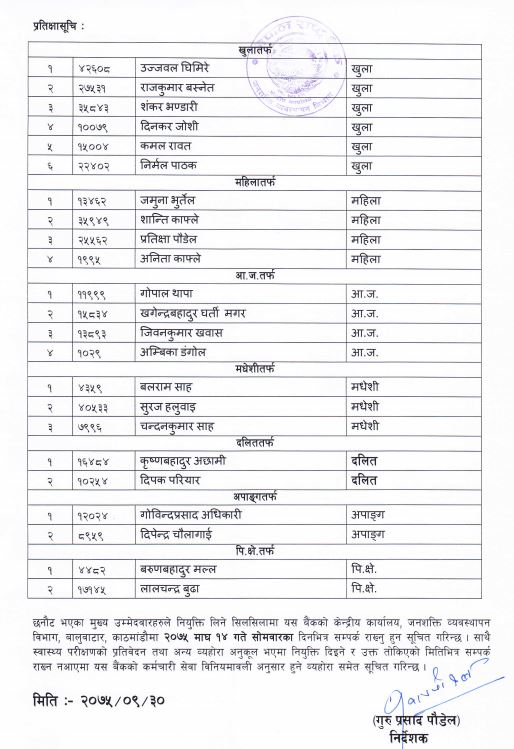 प्रतिक्षासूचि :
खुलातर्फ
१ ४२६०८ उज्जवल घिमिरे खुला
२ २७५३१ राजकुमार बस्नेत खुला
३ ३५८४३ शंकर भण्डारी खुला
४ १००७९ दिनकर जोशी खुला
५ १५००४ कमल रावत खुला
६ २२४०२ निर्मल पाठक खुला
महिलातर्फ
१ १३४६२ जमुना भुर्तेल महिला
२ ३५९४९ शान्ति काफ्ले महिला
३ २५५६२ प्रतिक्षा पौडेल महिला
४ १९९५ अनिता काफ्ले महिला
आ.ज.तर्फ
१ ११९९९ गोपाल थापा आ.ज.
२ १५८३४ खगेन्द्रबहादुर घर्ती मगर आ.ज.
३ १३८९३ जिवनकुमार खवास आ.ज.
४ १०२९ अम्बिका डंगोल आ.ज.
मधेशीतर्फ
१ ४३५९ बलराम साह मधेशी
२ ४०५३३ सुरज हलुवाइ मधेशी
३ ७९९६ चन्दनकुमार साह मधेशी
दलिततर्फ
१ १६४८४ कृष्णबहादुर अछामी दलित
२ १०२५४ दिपक परियार दलित
अपाङ्गतर्फ
१ १२०२४ गोविन्दप्रसाद अधिकारी अपाङ्ग
२ ८९५९ दिपेन्द्र चौलागाई अपाङ्ग
पि.क्षे.तर्फ
१ ४४८२ बरुणबहादुर मल्ल पि.क्षे.
२ १७१४५ लालचन्द्र बुढा पि.क्षे.
छनौट भएका मुख्य उम्मेदवारहरुले नियुक्ति लिने सिलसिलामा यस बैंकको केन्द्रीय कार्यालय, जनशक्ति व्यवस्थापन
विभाग, बालुवाटार, काठमांडौमा २०७५ माघ १४ गते सोमवारका दिनभित्र सम्पर्क राख्नु हुन सूचित गरिन्छ । साथै
स्वास्थ्य परीक्षणको प्रतिवेदन तथा अन्य व्यहोरा अनुकूल भएमा नियुक्ति दिइने र उक्त तोकिएको मितिभित्र सम्पर्क
राख्न नआएमा यस बैंकको कर्मचारी सेवा विनियमावली अनुसार हुने व्यहोरा समेत सूचित गरिन्छ ।
मिति :- २०७५/०९/३०
(गुरु प्रसाद पौडेल)
निर्देशक